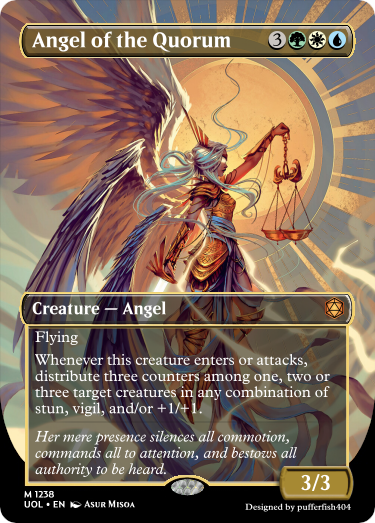 Angel of the Quorum 3
Creature — Angel
Flying
Whenever this creature enters or attacks,
distribute three counters among one, two or
three target creatures in any combination of
stun, vigil, and/or +1/+1.
Her mere presence silences all commotion,
commands all to attention, and bestows all
authority to be heard.
3/3
M 1238
UOL • EN Asur Misoa
Designed by pufferfish404